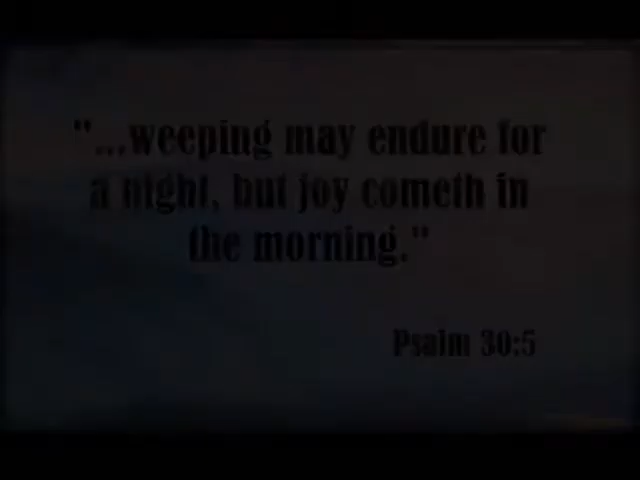 "...weeping may endure for
a night, but joy cometh in
the morning."
Psalm 30:5